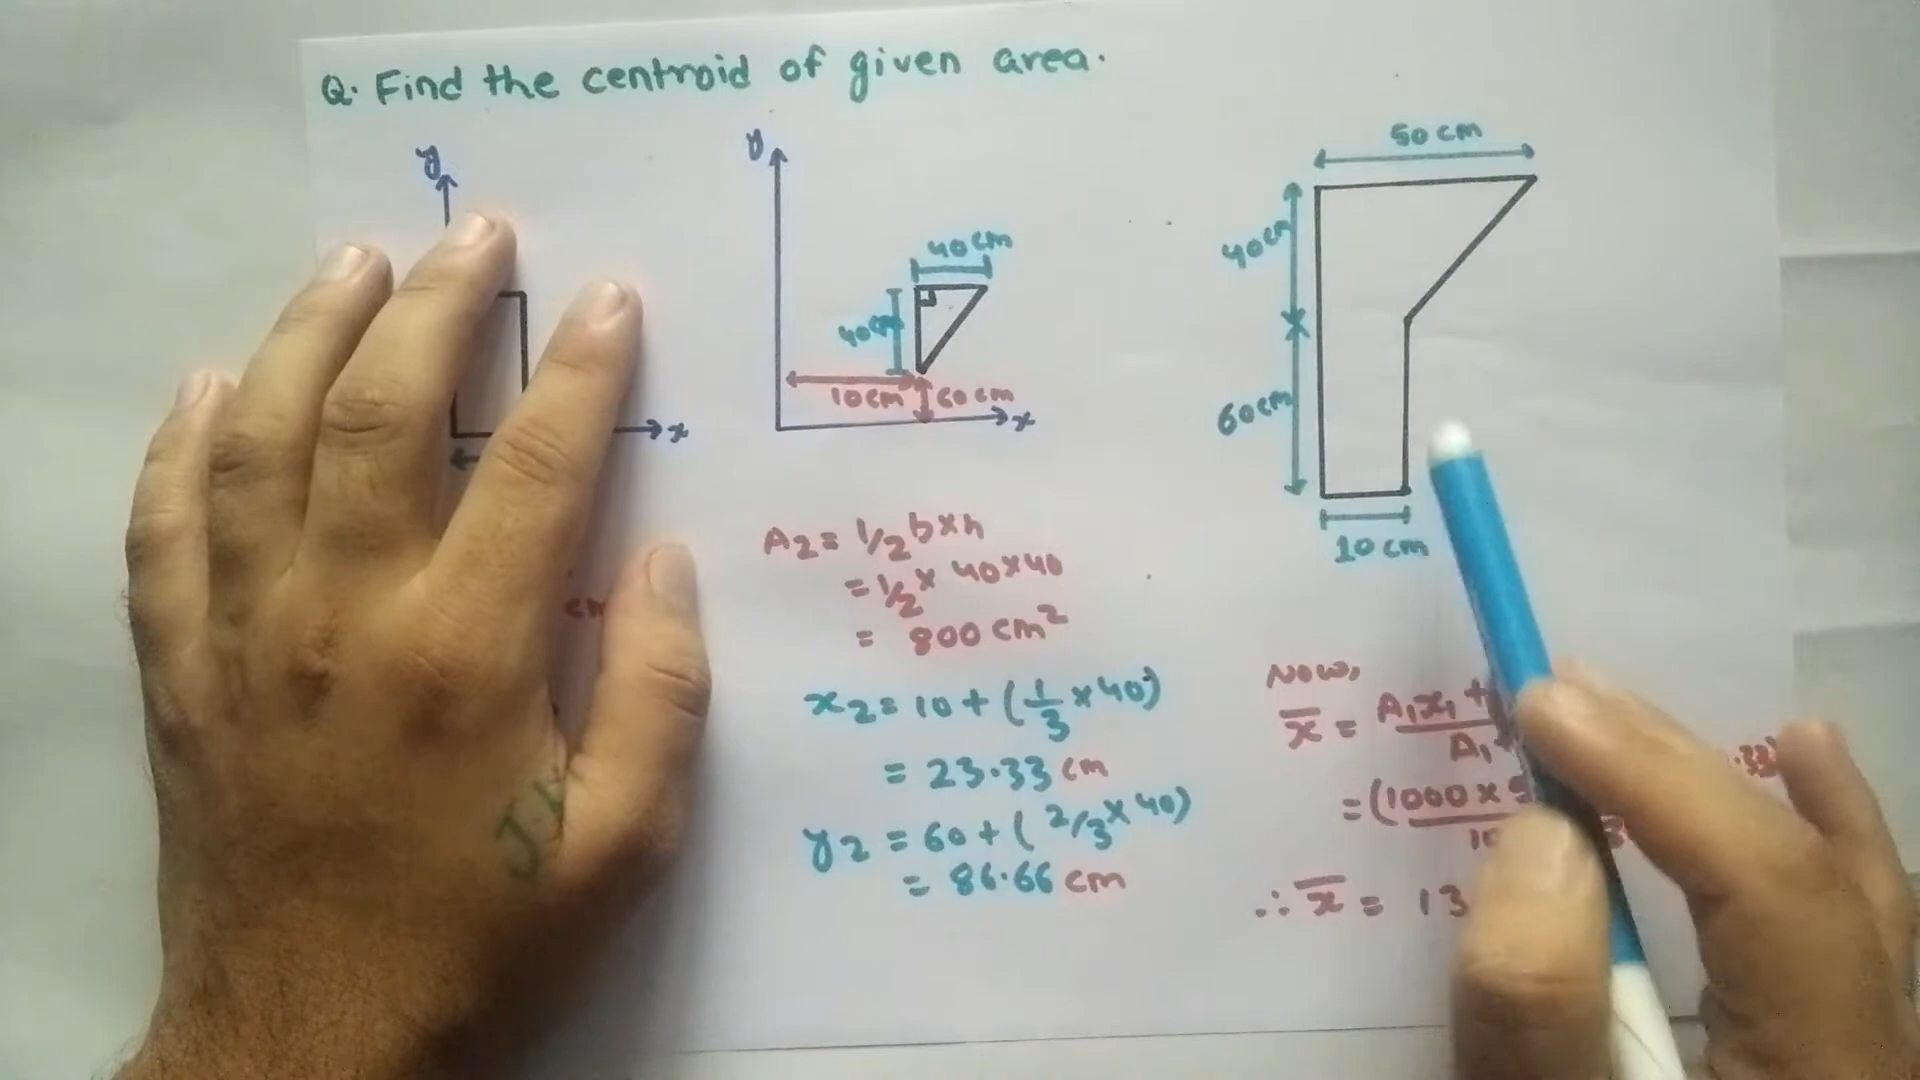 Q. Find the centroid of given area.
y
x
cm
y
40 cm
40 cm
10 cm
60 cm
x
A2 = 1/2 b×h
= 1/2 × 40×40
= 800 cm²
x2 = 10 + (1/3 × 40)
= 23.33 cm
y2 = 60 + (2/3 × 40)
= 86.66 cm
50 cm
40 cm
60 cm
10 cm
Now,
x̄ = A1x1 +
A1
= (1000 ×
∴ x̄ = 13
J.